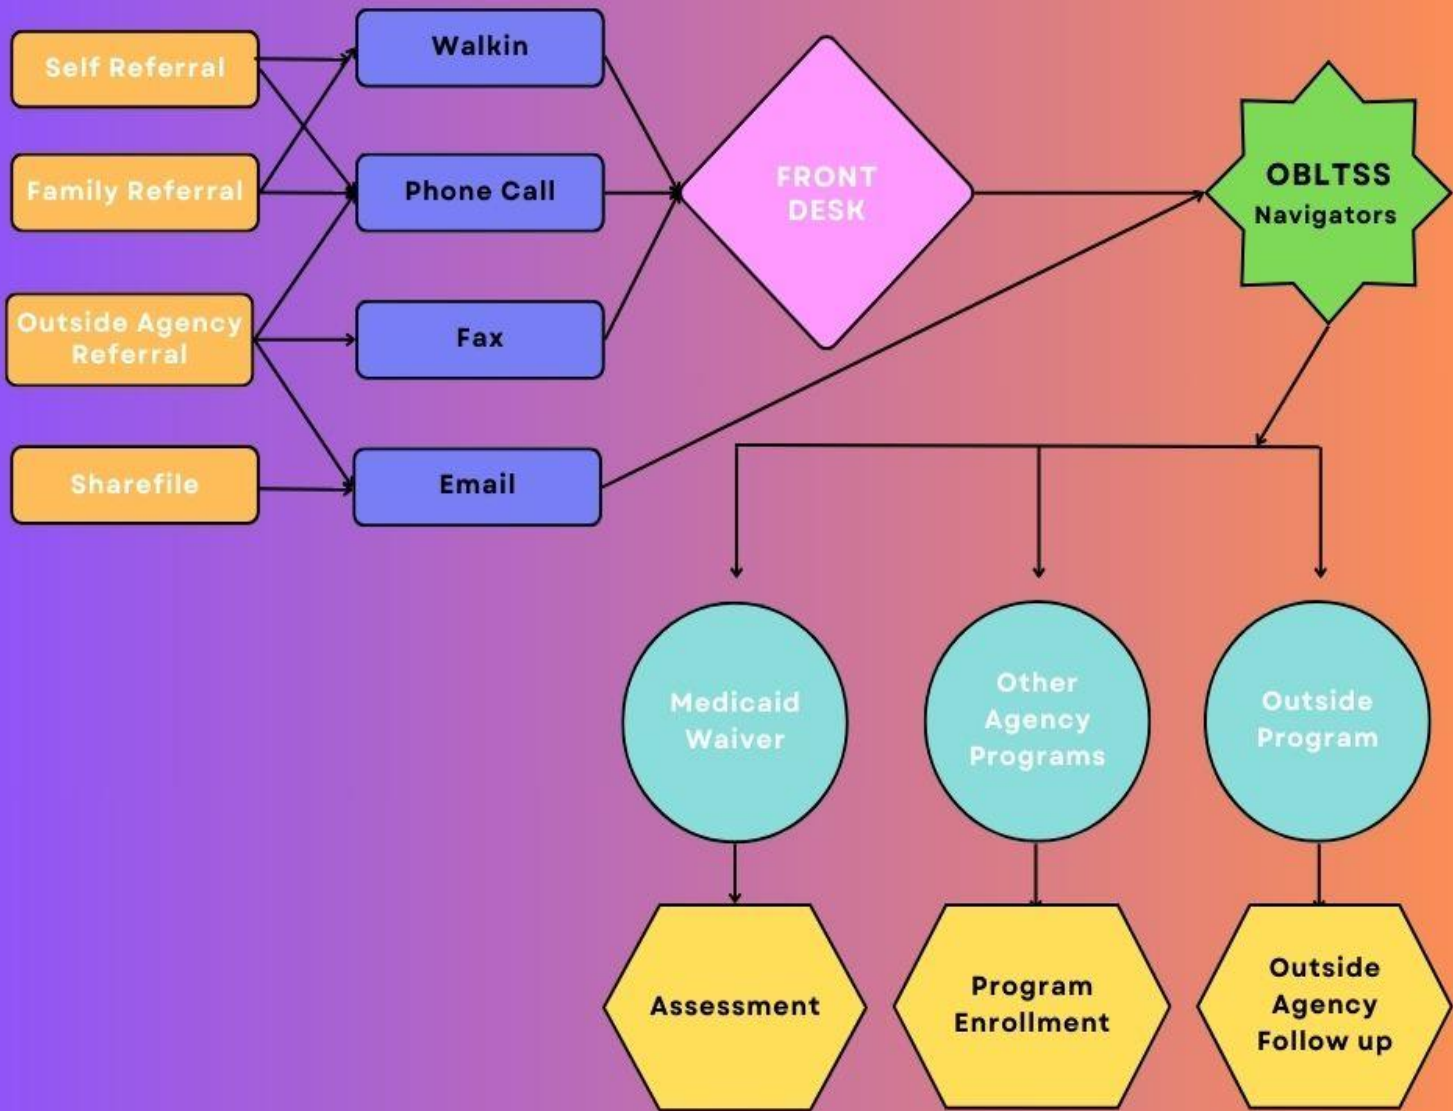 Self Referral
Walkin
Family Referral
Phone Call
FRONT
DESK
OBLTSS
Navigators
Outside Agency
Referral
Fax
Sharefile
Email
Medicaid
Waiver
Other
Agency
Programs
Outside
Program
Assessment
Program
Enrollment
Outside
Agency
Follow up